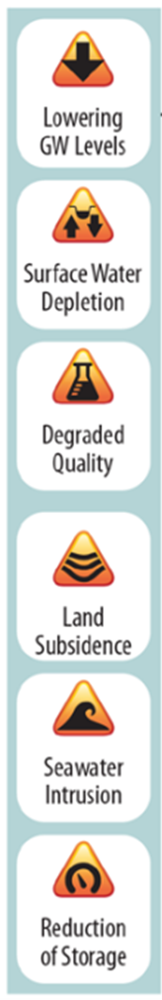 Lowering
GW Levels
Surface Water
Depletion
Degraded
Quality
Land
Subsidence
Seawater
Intrusion
Reduction
of Storage